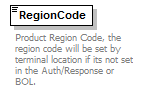 RegionCode
Product Region Code, the
region code will be set by
terminal location if its not set
in the Auth/Response or
BOL.